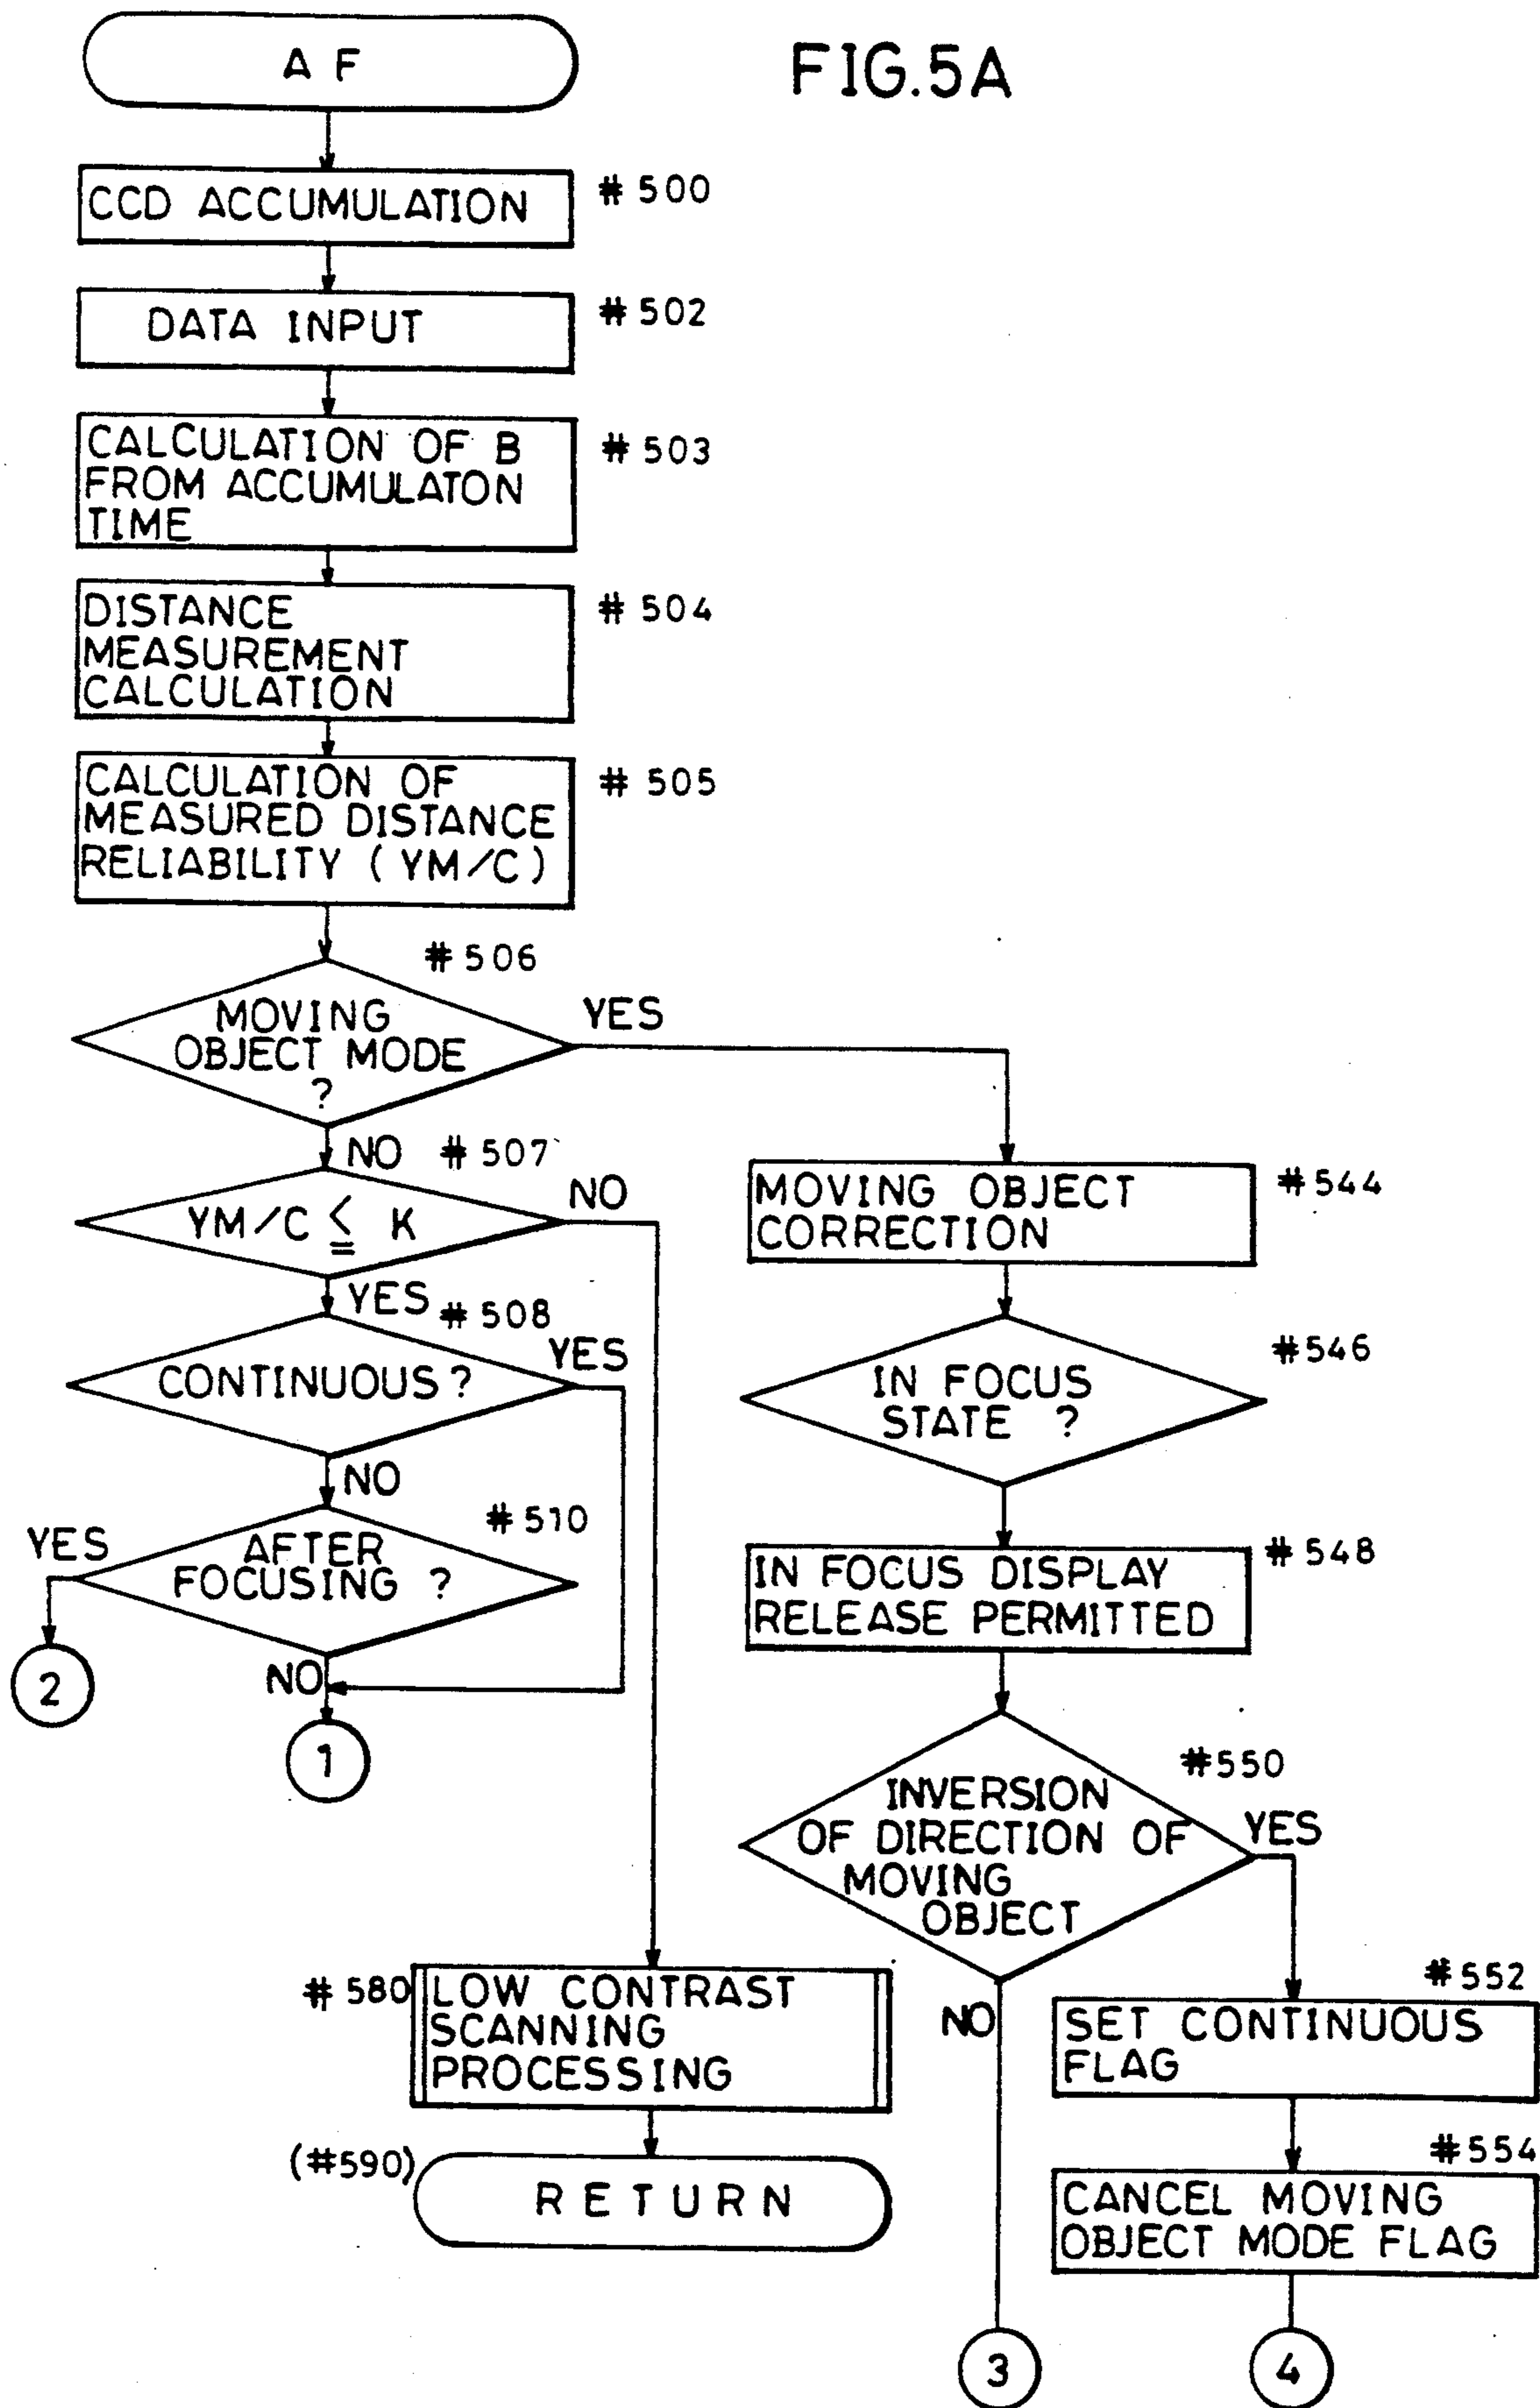 FIG.5A
A F
CCD ACCUMULATION
# 500
DATA INPUT
# 502
CALCULATION OF B
FROM ACCUMULATON
TIME
# 503
DISTANCE
MEASUREMENT
CALCULATION
# 504
CALCULATION OF
MEASURED DISTANCE
RELIABILITY (YM/C)
# 505
# 506
MOVING
OBJECT MODE
?
YES
NO
# 507
YM/C ≦ K
NO
YES
# 508
CONTINUOUS ?
YES
NO
# 510
AFTER
FOCUSING ?
YES
NO
2
1
MOVING OBJECT
CORRECTION
#544
IN FOCUS
STATE ?
#546
IN FOCUS DISPLAY
RELEASE PERMITTED
# 548
#550
INVERSION
OF DIRECTION OF
MOVING
OBJECT
YES
NO
# 580
LOW CONTRAST
SCANNING
PROCESSING
(#590)
RETURN
#552
SET CONTINUOUS
FLAG
#554
CANCEL MOVING
OBJECT MODE FLAG
3
4